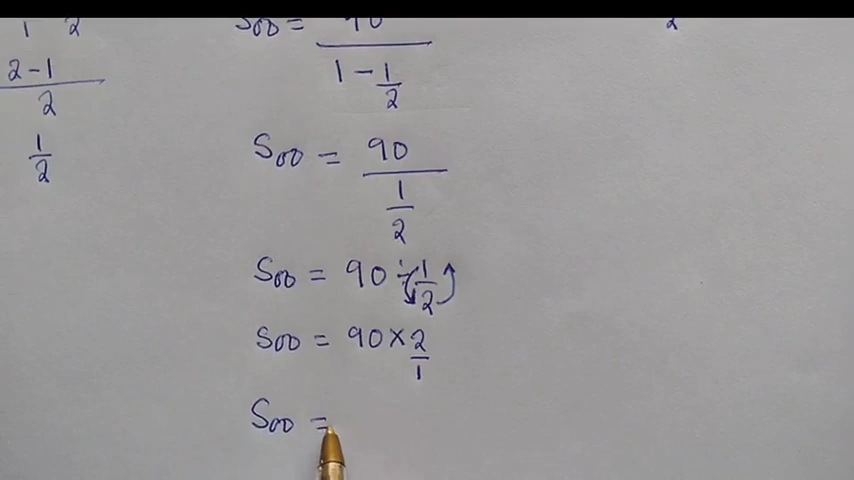 1 2
2-1
2
1
2
S∞ = 90
1 - 1
2
S∞ = 90
1
2
S∞ = 90 ÷ 1
2
S∞ = 90 × 2
1
S∞ =
2